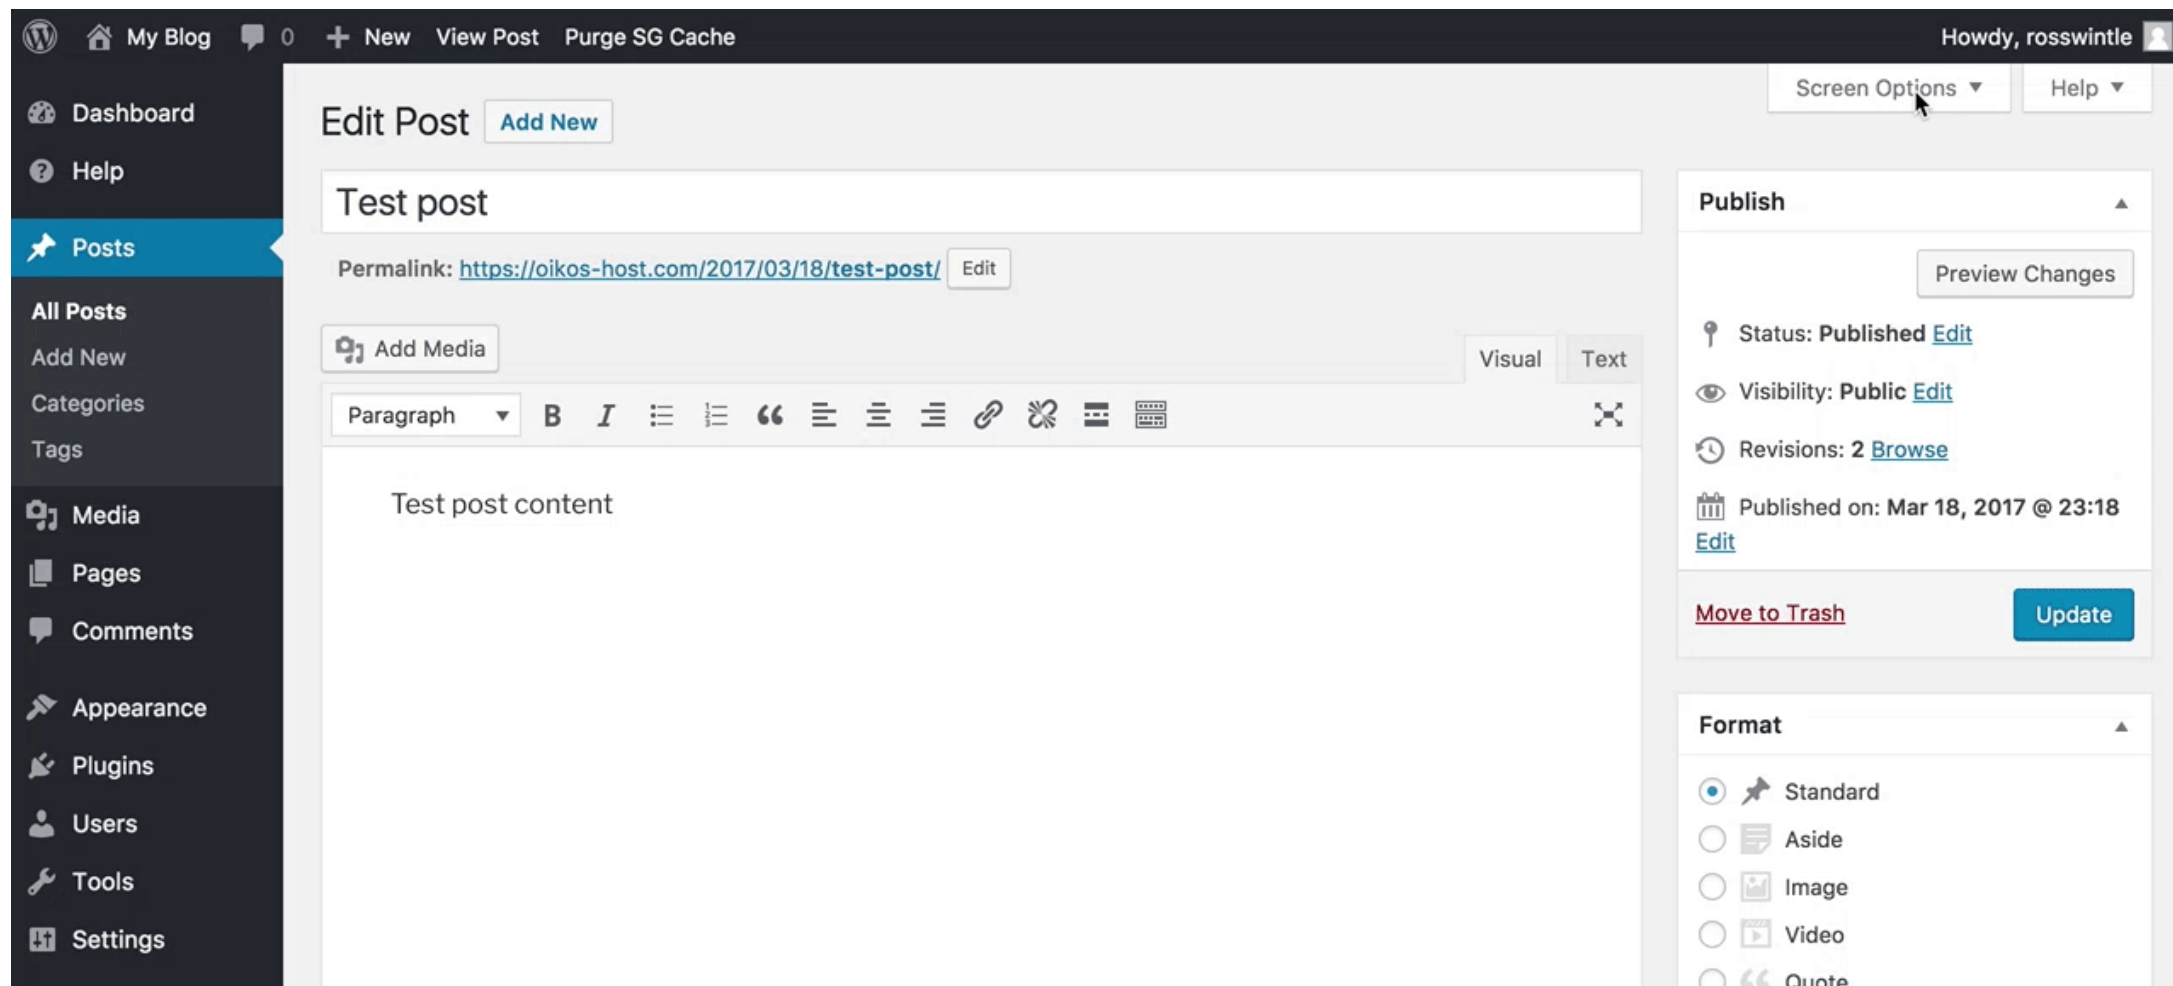 My Blog 0 New View Post Purge SG Cache Howdy, rosswintle
Screen Options Help
Dashboard
Help
Posts
All Posts
Add New
Categories
Tags
Media
Pages
Comments
Appearance
Plugins
Users
Tools
Settings
Edit Post Add New
Test post
Permalink: https://oikos-host.com/2017/03/18/test-post/ Edit
Add Media
Visual Text
Paragraph B I
Test post content
Publish
Preview Changes
Status: Published Edit
Visibility: Public Edit
Revisions: 2 Browse
Published on: Mar 18, 2017 @ 23:18
Edit
Move to Trash Update
Format
Standard
Aside
Image
Video
Quote